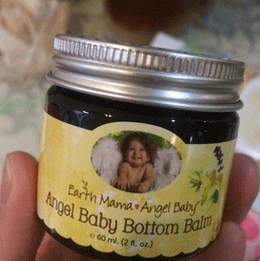 Earth Mama Angel Baby
Angel Baby Bottom Balm
e 60 ml. (2 fl. oz.)